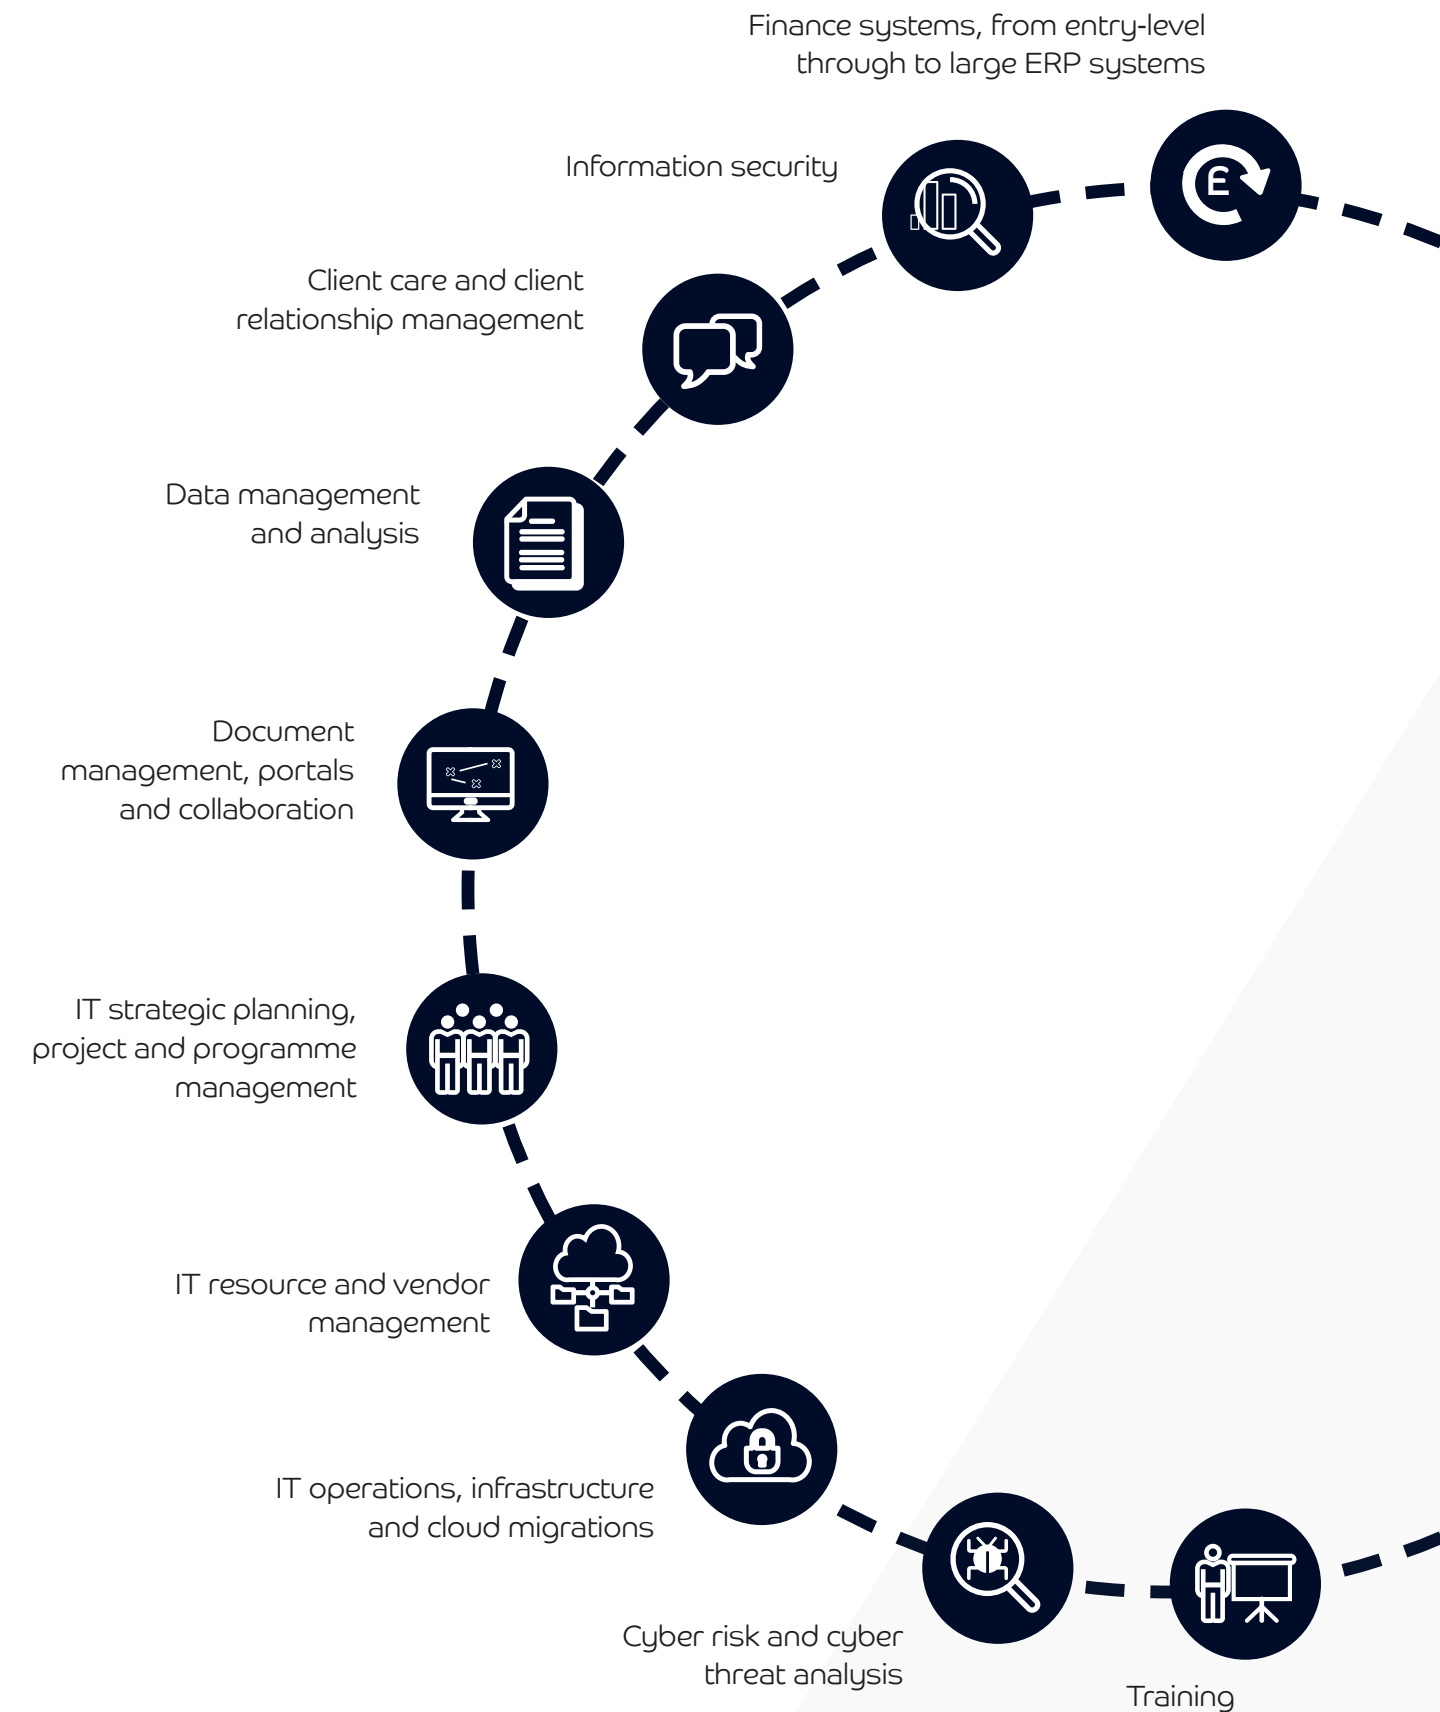 Finance systems, from entry-level
through to large ERP systems
Information security
Client care and client
relationship management
Data management
and analysis
Document
management, portals
and collaboration
IT strategic planning,
project and programme
management
IT resource and vendor
management
IT operations, infrastructure
and cloud migrations
Cyber risk and cyber
threat analysis
Training
£